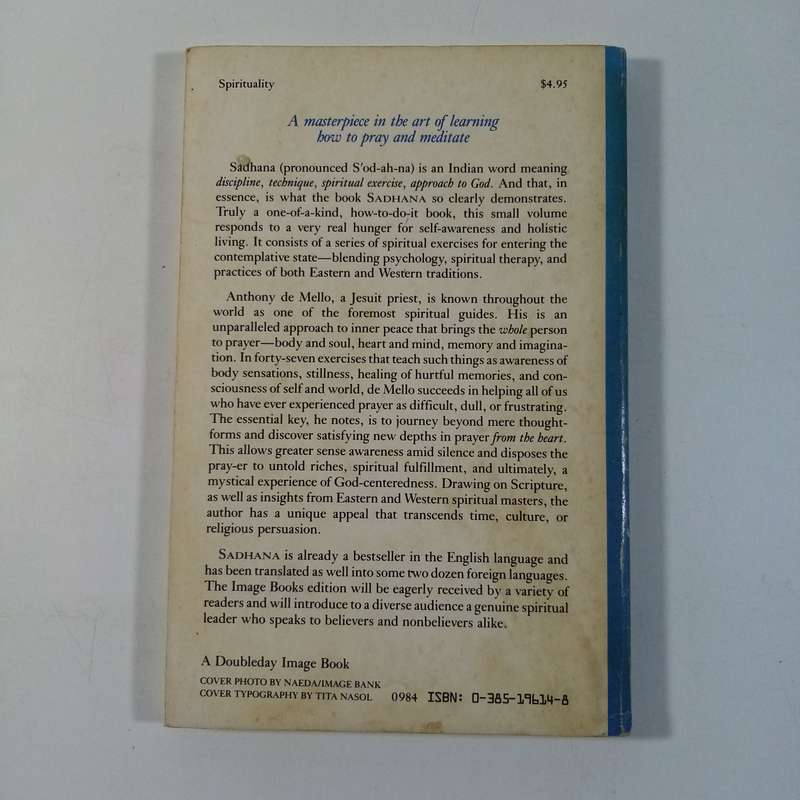 Spirituality $4.95
A masterpiece in the art of learning
how to pray and meditate
Sadhana (pronounced S'od-ah-na) is an Indian word meaning
discipline, technique, spiritual exercise, approach to God. And that, in
essence, is what the book SADHANA so clearly demonstrates.
Truly a one-of-a-kind, how-to-do-it book, this small volume
responds to a very real hunger for self-awareness and holistic
living. It consists of a series of spiritual exercises for entering the
contemplative state—blending psychology, spiritual therapy, and
practices of both Eastern and Western traditions.
Anthony de Mello, a Jesuit priest, is known throughout the
world as one of the foremost spiritual guides. His is an
unparalleled approach to inner peace that brings the whole person
to prayer—body and soul, heart and mind, memory and imagina-
tion. In forty-seven exercises that teach such things as awareness of
body sensations, stillness, healing of hurtful memories, and con-
sciousness of self and world, de Mello succeeds in helping all of us
who have ever experienced prayer as difficult, dull, or frustrating.
The essential key, he notes, is to journey beyond mere thought-
forms and discover satisfying new depths in prayer from the heart.
This allows greater sense awareness amid silence and disposes the
pray-er to untold riches, spiritual fulfillment, and ultimately, a
mystical experience of God-centeredness. Drawing on Scripture,
as well as insights from Eastern and Western spiritual masters, the
author has a unique appeal that transcends time, culture, or
religious persuasion.
SADHANA is already a bestseller in the English language and
has been translated as well into some two dozen foreign languages.
The Image Books edition will be eagerly received by a variety of
readers and will introduce to a diverse audience a genuine spiritual
leader who speaks to believers and nonbelievers alike.
A Doubleday Image Book
COVER PHOTO BY NAEDA/IMAGE BANK
COVER TYPOGRAPHY BY TITA NASOL 0984 ISBN: 0-385-19614-8